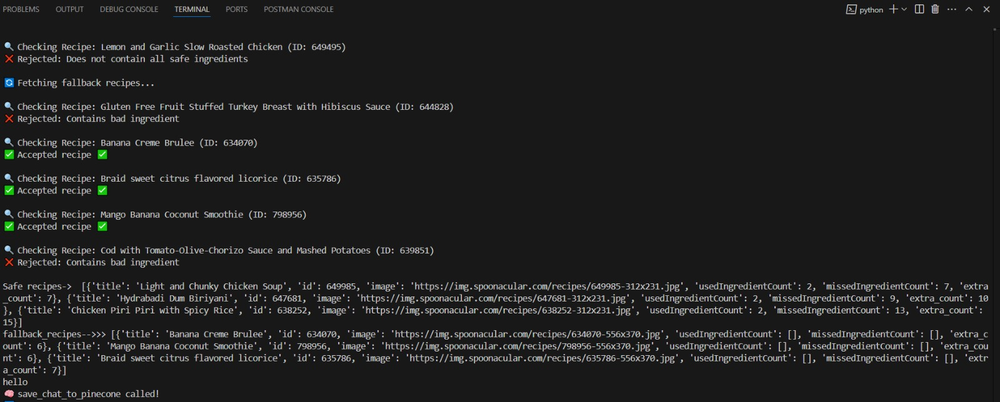 PROBLEMS OUTPUT DEBUG CONSOLE TERMINAL PORTS POSTMAN CONSOLE python
Checking Recipe: Lemon and Garlic Slow Roasted Chicken (ID: 649495)
Rejected: Does not contain all safe ingredients
Fetching fallback recipes...
Checking Recipe: Gluten Free Fruit Stuffed Turkey Breast with Hibiscus Sauce (ID: 644828)
Rejected: Contains bad ingredient
Checking Recipe: Banana Creme Brulee (ID: 634070)
Accepted recipe
Checking Recipe: Braid sweet citrus flavored licorice (ID: 635786)
Accepted recipe
Checking Recipe: Mango Banana Coconut Smoothie (ID: 798956)
Accepted recipe
Checking Recipe: Cod with Tomato-Olive-Chorizo Sauce and Mashed Potatoes (ID: 639851)
Rejected: Contains bad ingredient
Safe recipes->  [{'title': 'Light and Chunky Chicken Soup', 'id': 649985, 'image': 'https://img.spoonacular.com/recipes/649985-312x231.jpg', 'usedIngredientCount': 2, 'missedIngredientCount': 7, 'extra
_count': 7}, {'title': 'Hydrabadi Dum Biriyani', 'id': 647681, 'image': 'https://img.spoonacular.com/recipes/647681-312x231.jpg', 'usedIngredientCount': 2, 'missedIngredientCount': 9, 'extra_count': 10
}, {'title': 'Chicken Piri Piri with Spicy Rice', 'id': 638252, 'image': 'https://img.spoonacular.com/recipes/638252-312x231.jpg', 'usedIngredientCount': 2, 'missedIngredientCount': 13, 'extra_count':
15}]
fallback_recipes-->>> [{'title': 'Banana Creme Brulee', 'id': 634070, 'image': 'https://img.spoonacular.com/recipes/634070-556x370.jpg', 'usedIngredientCount': [], 'missedIngredientCount': [], 'extra_c
ount': 6}, {'title': 'Mango Banana Coconut Smoothie', 'id': 798956, 'image': 'https://img.spoonacular.com/recipes/798956-556x370.jpg', 'usedIngredientCount': [], 'missedIngredientCount': [], 'extra_cou
nt': 6}, {'title': 'Braid sweet citrus flavored licorice', 'id': 635786, 'image': 'https://img.spoonacular.com/recipes/635786-556x370.jpg', 'usedIngredientCount': [], 'missedIngredientCount': [], 'extr
a_count': 7}]
hello
save_chat_to_pinecone called!